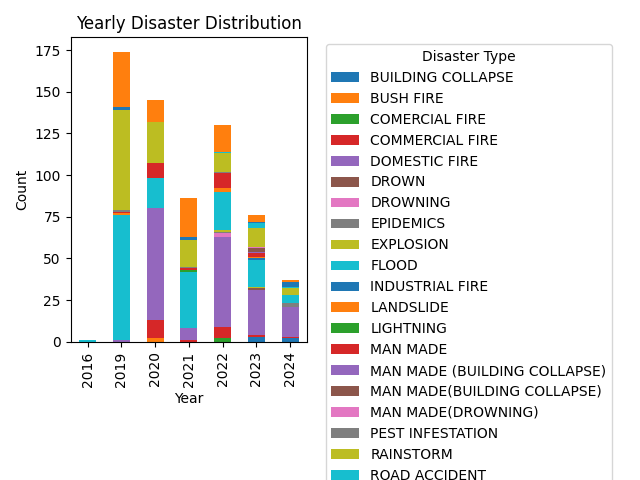 Yearly Disaster Distribution
175
150
125
100
75
50
25
0
Count
2016
2019
2020
2021
2022
2023
2024
Year
Disaster Type
BUILDING COLLAPSE
BUSH FIRE
COMERCIAL FIRE
COMMERCIAL FIRE
DOMESTIC FIRE
DROWN
DROWNING
EPIDEMICS
EXPLOSION
FLOOD
INDUSTRIAL FIRE
LANDSLIDE
LIGHTNING
MAN MADE
MAN MADE (BUILDING COLLAPSE)
MAN MADE(BUILDING COLLAPSE)
MAN MADE(DROWNING)
PEST INFESTATION
RAINSTORM
ROAD ACCIDENT